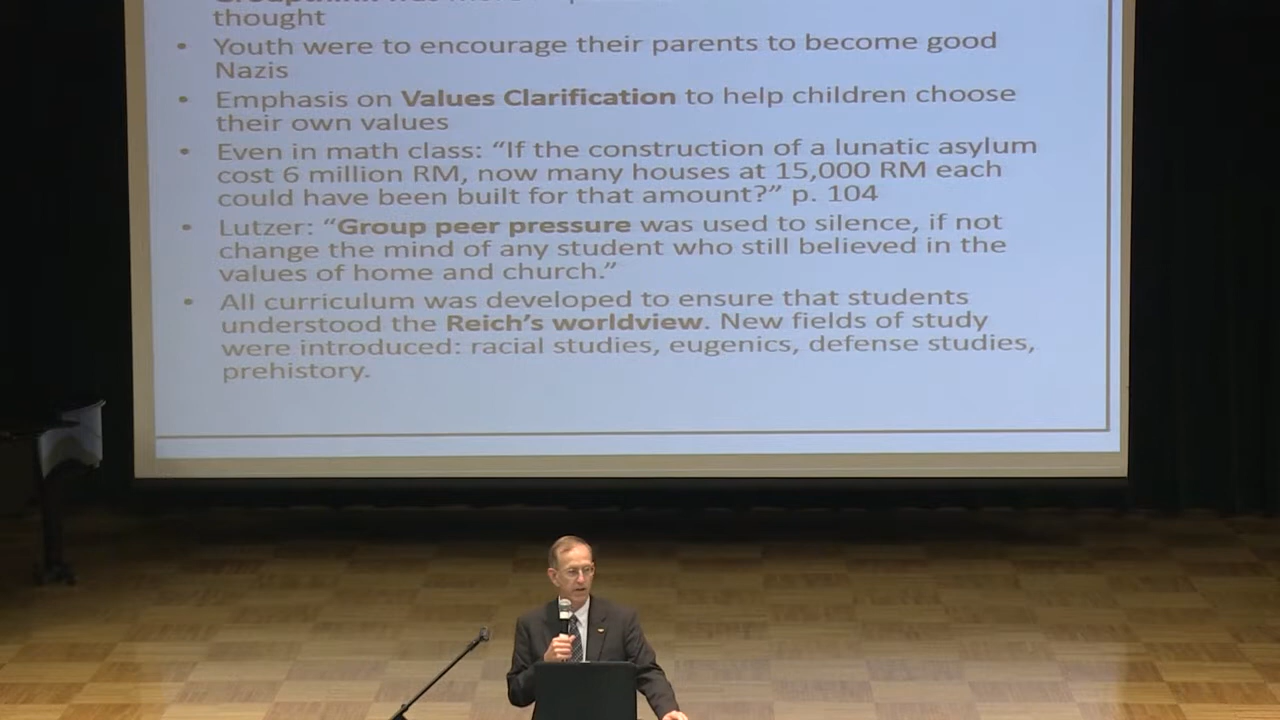 thought
• Youth were to encourage their parents to become good
Nazis
• Emphasis on Values Clarification to help children choose
their own values
• Even in math class: “If the construction of a lunatic asylum
cost 6 million RM, now many houses at 15,000 RM each
could have been built for that amount?” p. 104
• Lutzer: “Group peer pressure was used to silence, if not
change the mind of any student who still believed in the
values of home and church.”
• All curriculum was developed to ensure that students
understood the Reich’s worldview. New fields of study
were introduced: racial studies, eugenics, defense studies,
prehistory.